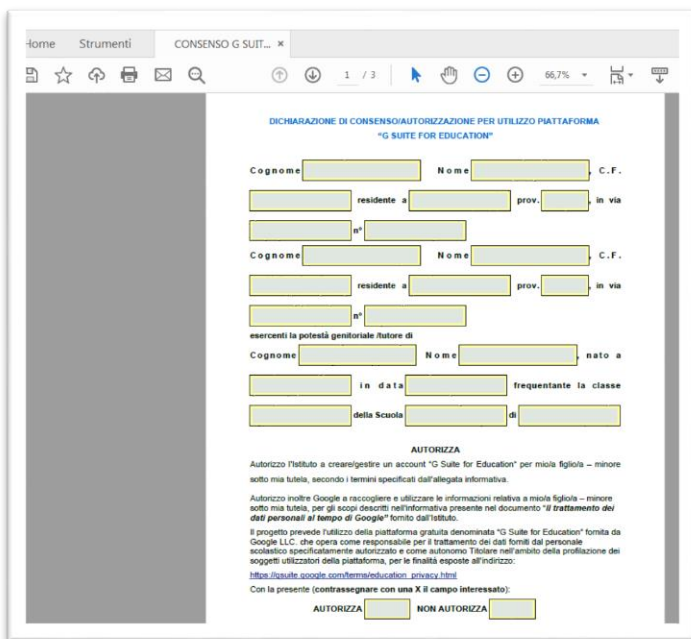 Home Strumenti CONSENSO G SUIT... ×
1 / 3 66,7%
DICHIARAZIONE DI CONSENSO/AUTORIZZAZIONE PER UTILIZZO PIATTAFORMA
"G SUITE FOR EDUCATION"
Cognome Nome , C.F.
residente a prov. , in via
n°
Cognome Nome , C.F.
residente a prov. , in via
n°
esercenti la potestà genitoriale /tutore di
Cognome Nome , nato a
in data frequentante la classe
della Scuola di
AUTORIZZA
Autorizzo l'Istituto a creare/gestire un account "G Suite for Education" per mio/a figlio/a – minore
sotto mia tutela, secondo i termini specificati dall'allegata informativa.
Autorizzo inoltre Google a raccogliere e utilizzare le informazioni relativa a mio/a figlio/a – minore
sotto mia tutela, per gli scopi descritti nell'informativa presente nel documento "Il trattamento dei
dati personali al tempo di Google" fornito dall'Istituto.
Il progetto prevede l'utilizzo della piattaforma gratuita denominata "G Suite for Education" fornita da
Google LLC. che opera come responsabile per il trattamento dei dati forniti dal personale
scolastico specificatamente autorizzato e come autonomo Titolare nell'ambito della profilazione dei
soggetti utilizzatori della piattaforma, per le finalità esposte all'indirizzo:
https://gsuite.google.com/terms/education_privacy.html
Con la presente (contrassegnare con una X il campo interessato):
AUTORIZZA NON AUTORIZZA